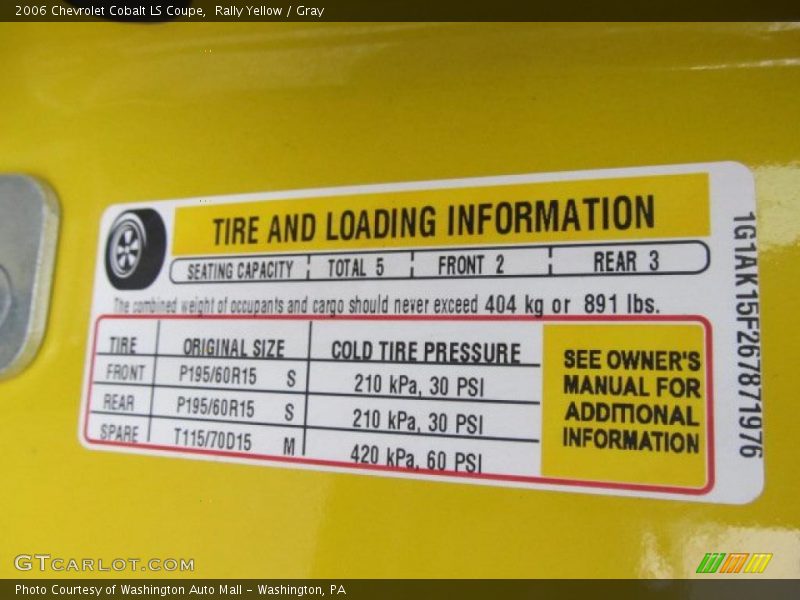 2006 Chevrolet Cobalt LS Coupe,  Rally Yellow / Gray
TIRE AND LOADING INFORMATION
SEATING CAPACITY TOTAL 5 FRONT 2 REAR 3
The combined weight of occupants and cargo should never exceed 404 kg or 891 lbs.
TIRE ORIGINAL SIZE COLD TIRE PRESSURE
FRONT P195/60R15 S 210 kPa, 30 PSI
REAR P195/60R15 S 210 kPa, 30 PSI
SPARE T115/70D15 M 420 kPa, 60 PSI
SEE OWNER'S
MANUAL FOR
ADDITIONAL
INFORMATION
1G1AK15F267871976
GTCARLOT.COM
Photo Courtesy of Washington Auto Mall - Washington, PA